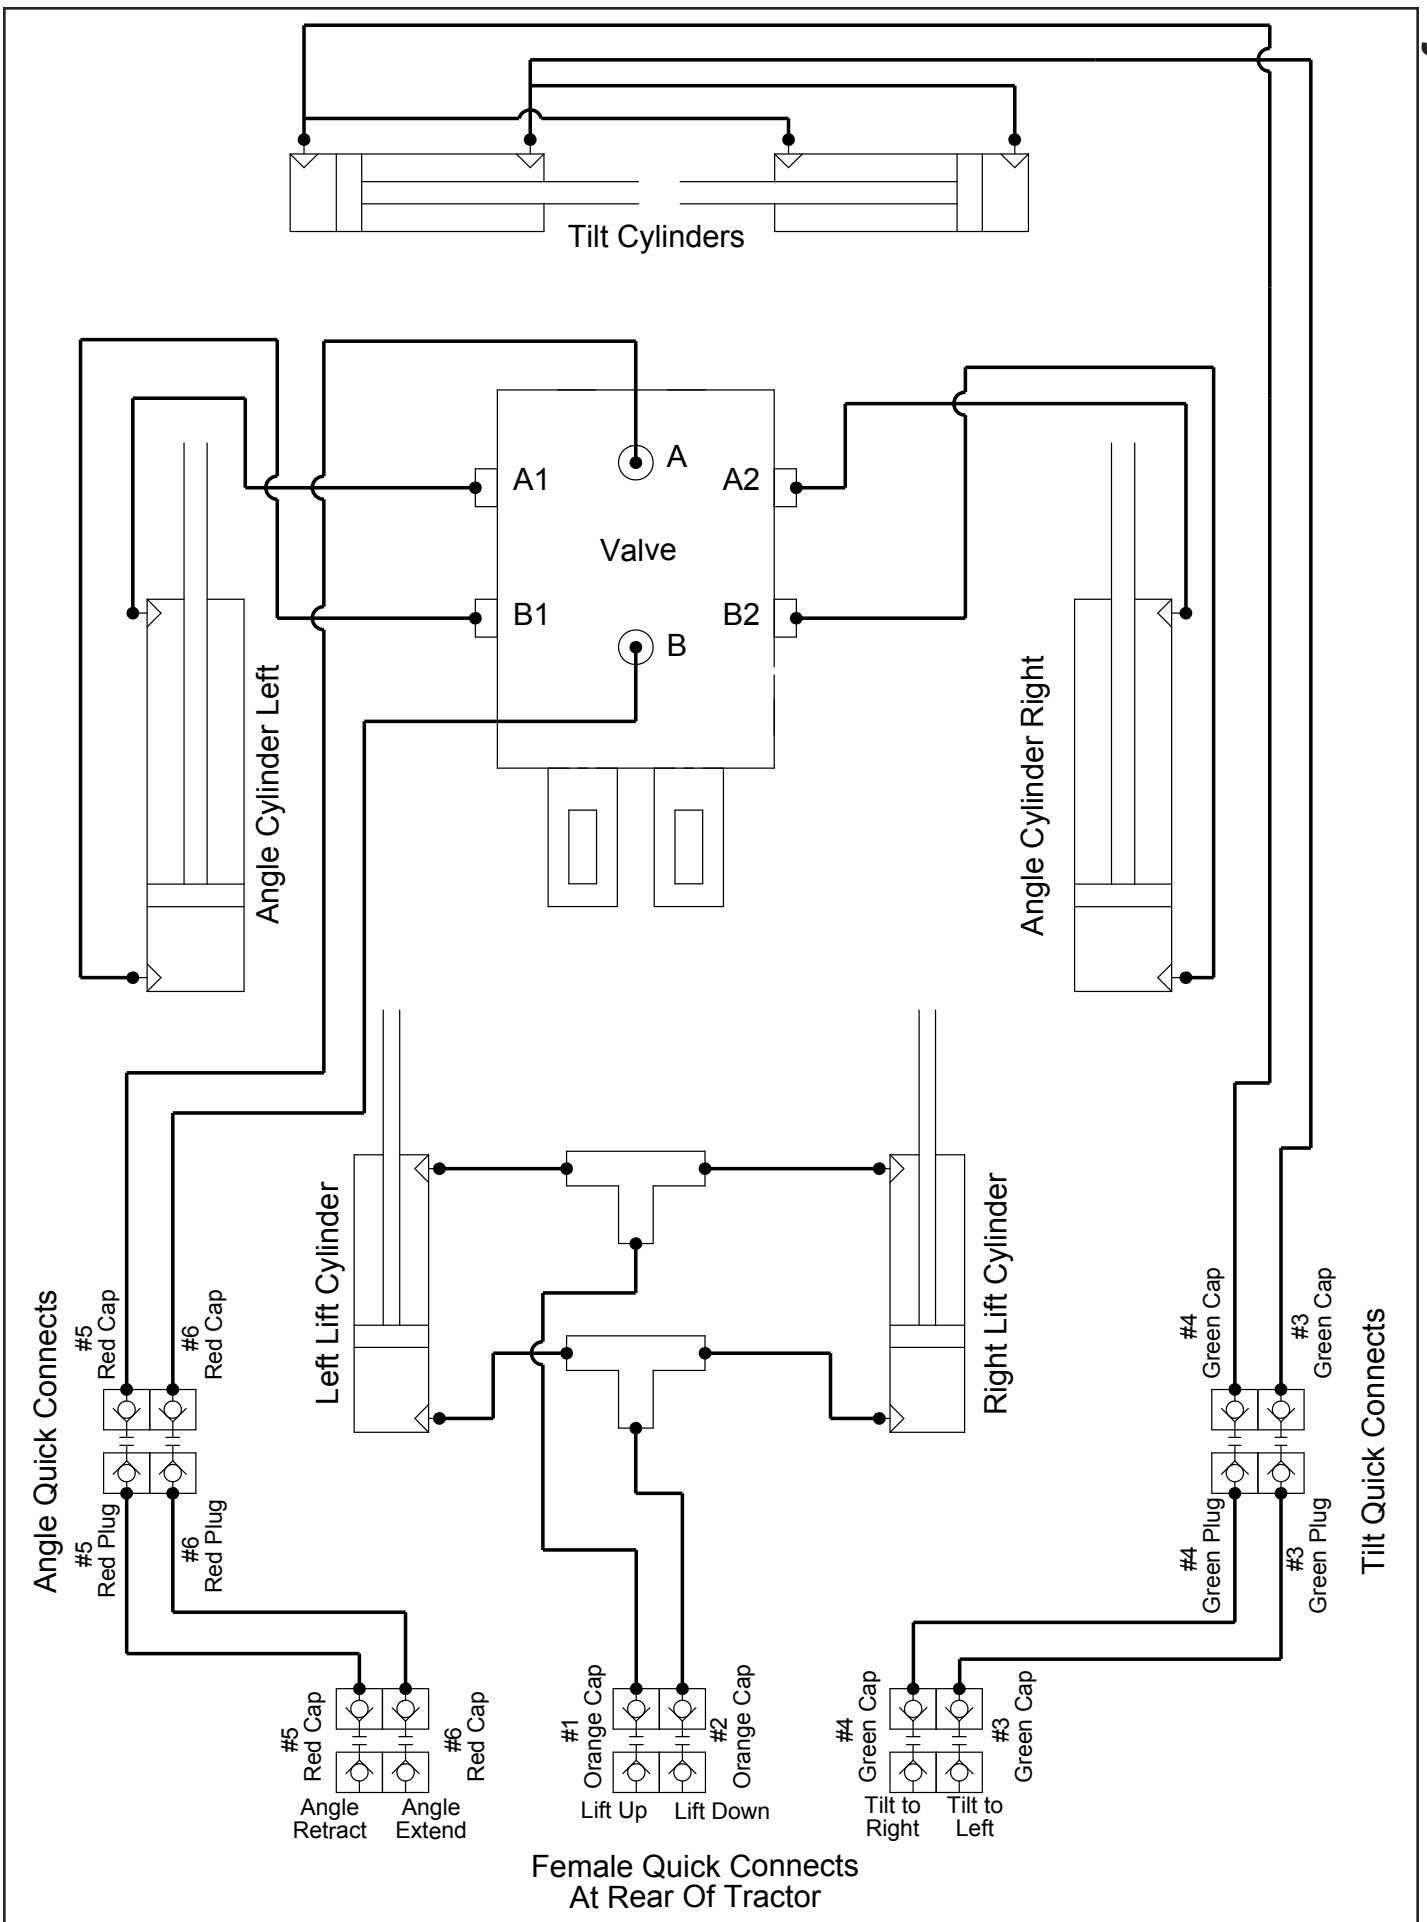 Tilt Cylinders
A
A1
A2
Valve
B1
B2
B
Angle Cylinder Left
Angle Cylinder Right
Left Lift Cylinder
Right Lift Cylinder
Angle Quick Connects
#5
Red Cap
#6
Red Cap
#5
Red Plug
#6
Red Plug
#4
Green Cap
#3
Green Cap
Tilt Quick Connects
#4
Green Plug
#3
Green Plug
#5
Red Cap
#6
Red Cap
#1
Orange Cap
#2
Orange Cap
#4
Green Cap
#3
Green Cap
Angle
Retract
Angle
Extend
Lift Up
Lift Down
Tilt to
Right
Tilt to
Left
Female Quick Connects
At Rear Of Tractor